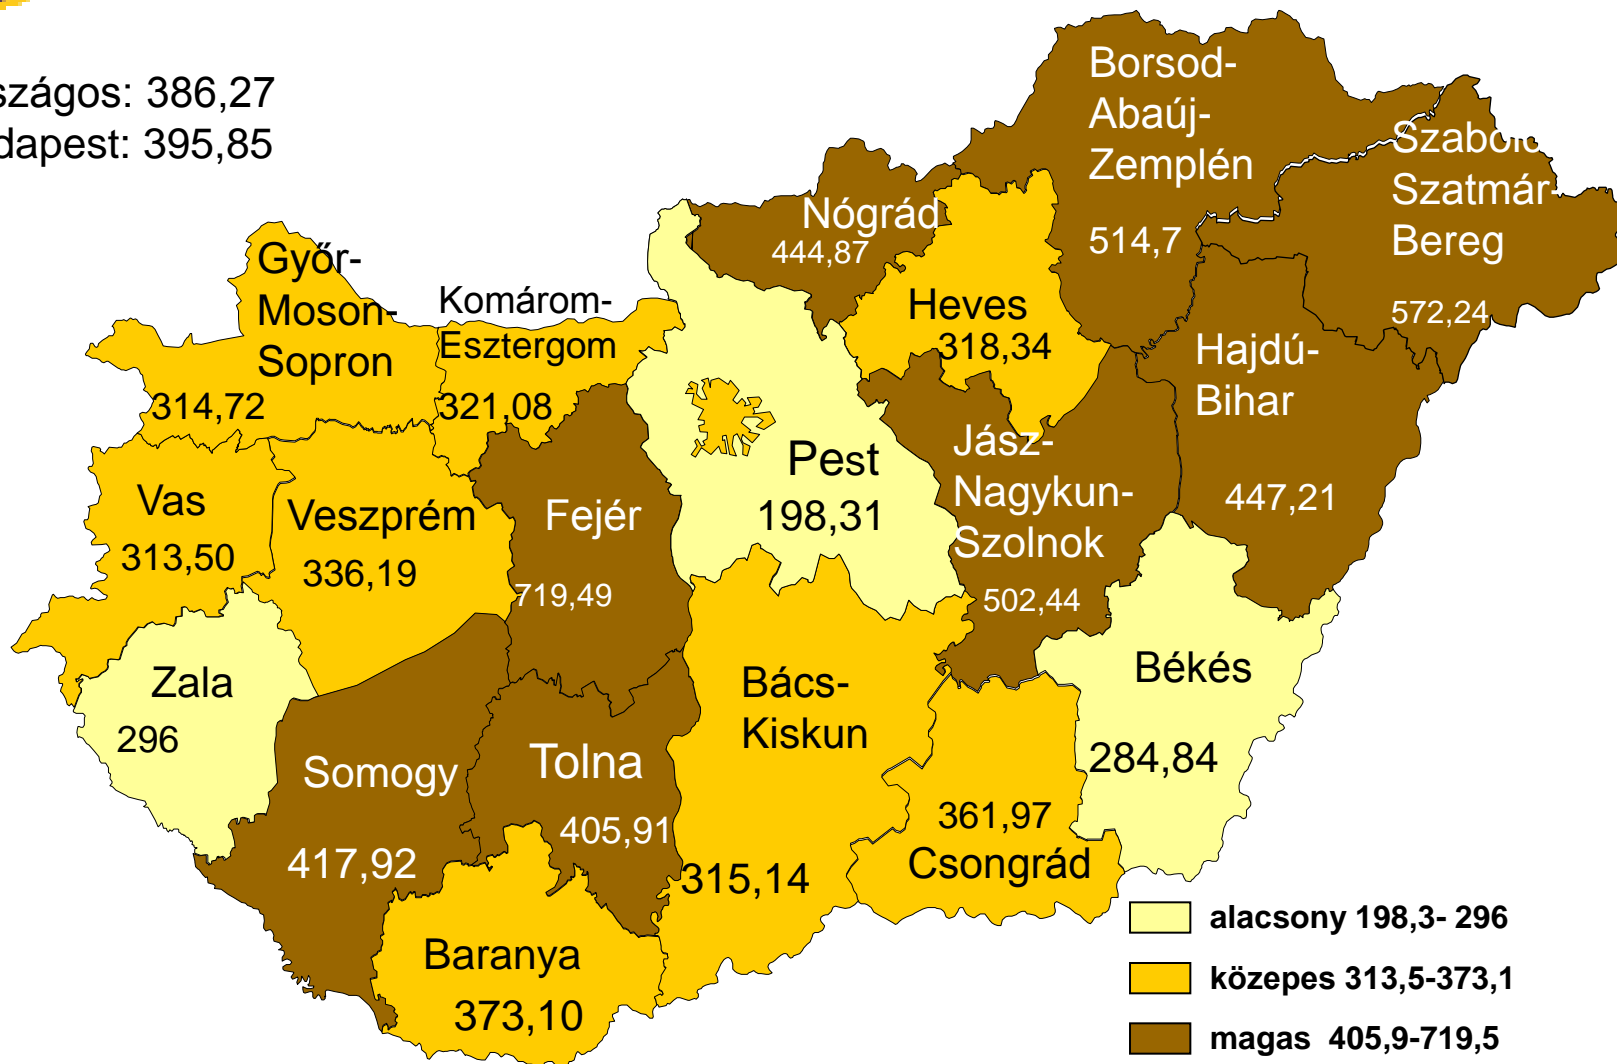 szágos: 386,27
dapest: 395,85
Borsod-
Abaúj-
Zemplén
514,7
Szabolc
Szatmár-
Bereg
572,24
Nógrád
444,87
Győr-
Moson-
Sopron
314,72
Komárom-
Esztergom
321,08
Heves
318,34
Hajdú-
Bihar
447,21
Jász-
Nagykun-
Szolnok
502,44
Pest
198,31
Vas
313,50
Veszprém
336,19
Fejér
719,49
Zala
296
Somogy
417,92
Tolna
405,91
Bács-
Kiskun
315,14
Békés
284,84
361,97
Csongrád
Baranya
373,10
alacsony 198,3- 296
közepes 313,5-373,1
magas 405,9-719,5